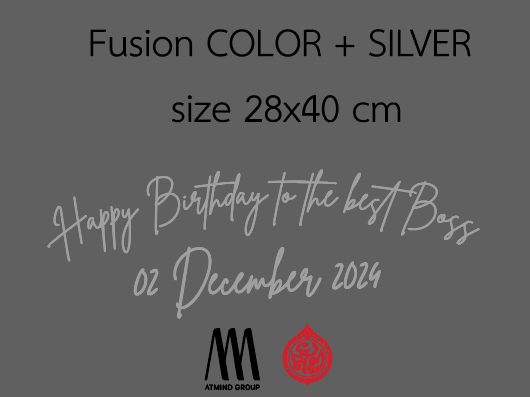 Fusion COLOR + SILVER
size 28x40 cm
Happy Birthday to the best Boss
02 December 2024
ATMIND GROUP